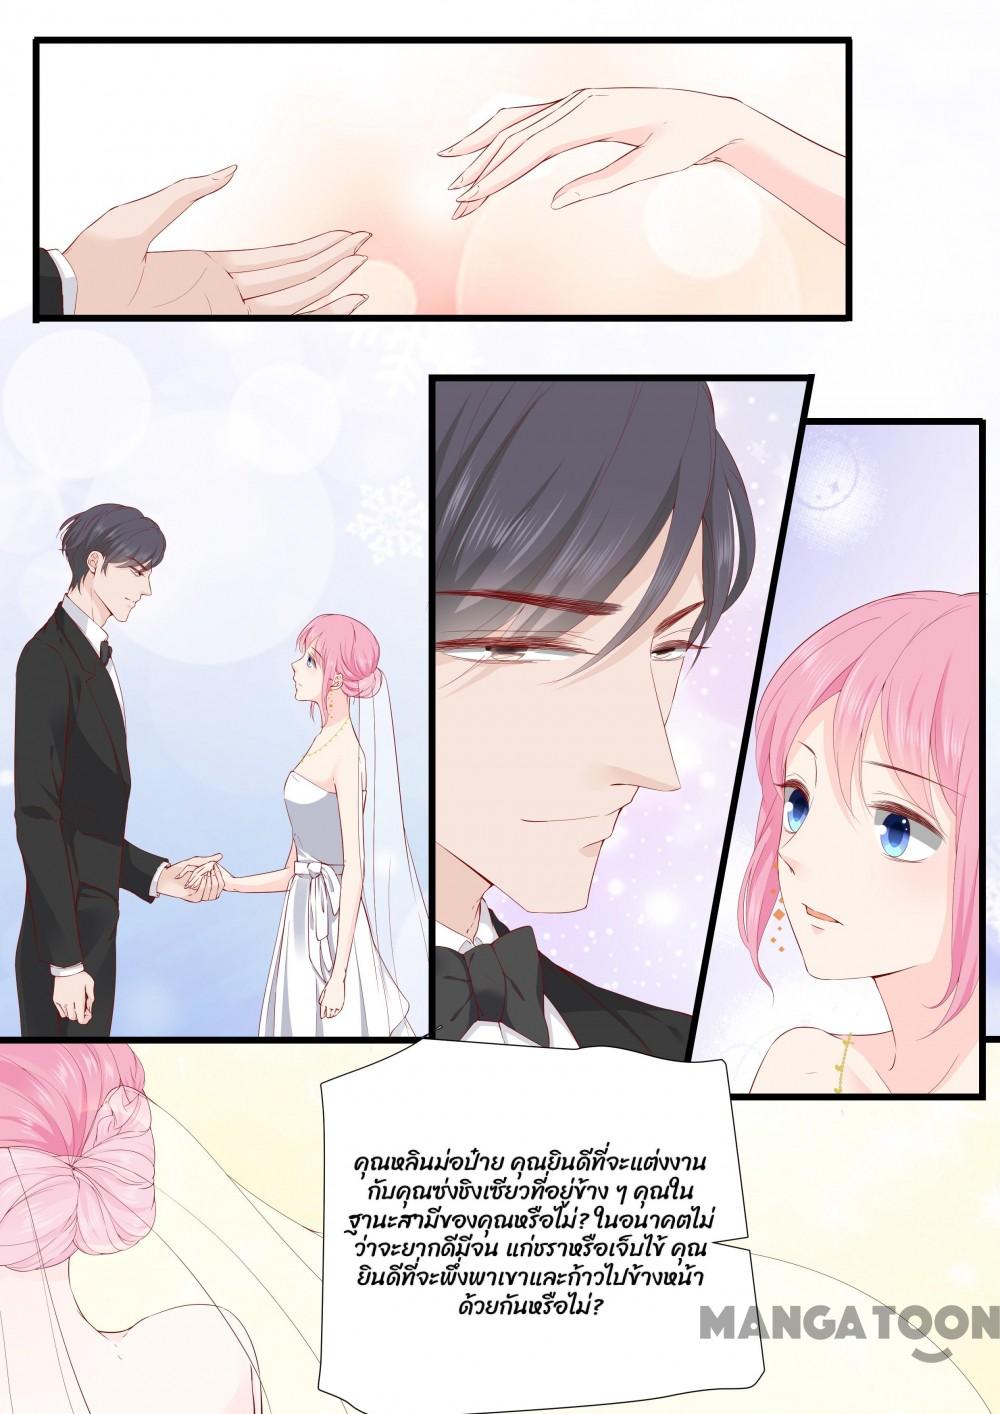 คุณหลินม่อป๋าย คุณยินดีที่จะแต่งงาน
กับคุณซ่งชิงเซียวที่อยู่ข้าง ๆ คุณใน
ฐานะสามีของคุณหรือไม่? ในอนาคตไม่
ว่าจะยากดีมีจน แก่ชราหรือเจ็บไข้ คุณ
ยินดีที่จะพึ่งพาเขาและก้าวไปข้างหน้า
ด้วยกันหรือไม่?
MANGATOON